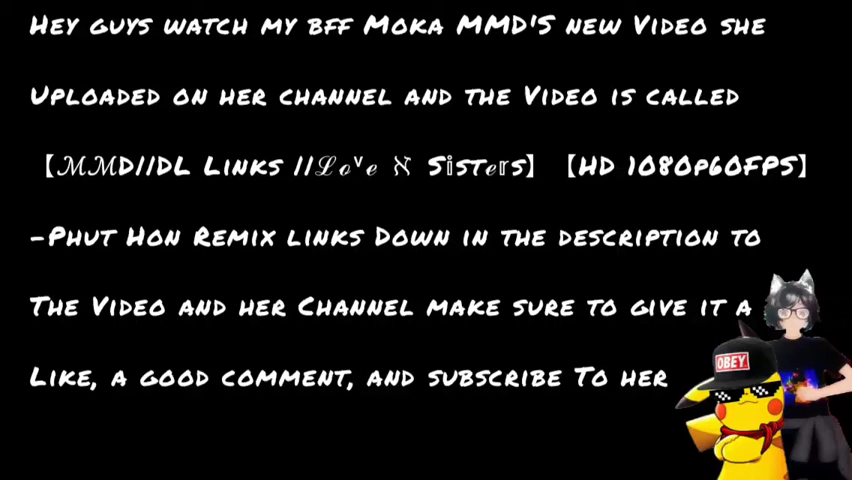 Hey guys watch my bff Moka MMD'S new Video she
Uploaded on her channel and the Video is called
【ℳℳD//DL Links //ℒℴᵛℯ ℵ Sⅈsτℯrs】 【HD 1080p60FPS】
-Phut Hon Remix links Down in the description to
The Video and her Channel make sure to give it a
Like, a good comment, and subscribe To her
OBEY